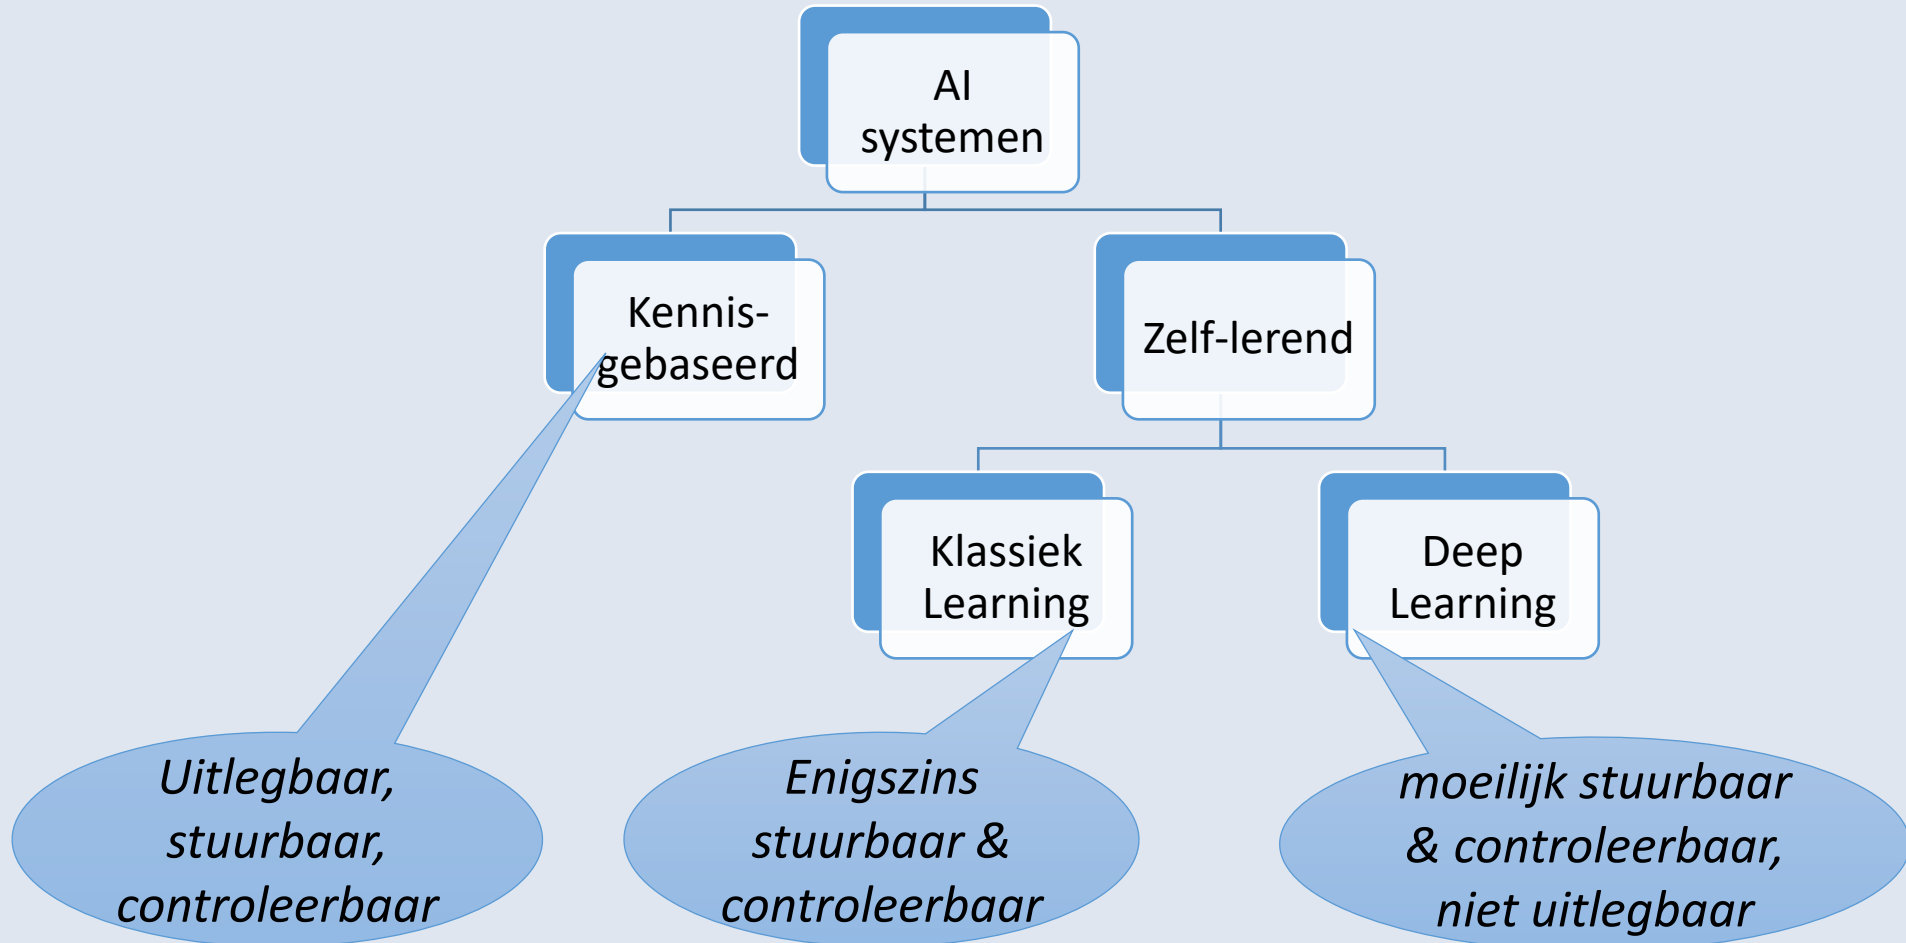 AI
systemen
Kennis-
gebaseerd
Zelf-lerend
Klassiek
Learning
Deep
Learning
Uitlegbaar,
stuurbaar,
controleerbaar
Enigszins
stuurbaar &
controleerbaar
moeilijk stuurbaar
& controleerbaar,
niet uitlegbaar